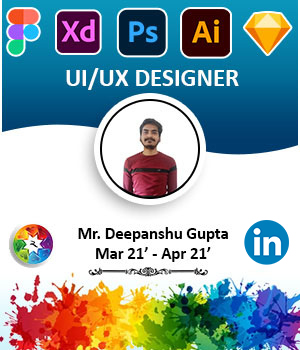 Xd Ps Ai
UI/UX DESIGNER
Mr. Deepanshu Gupta
Mar 21’ - Apr 21’
in